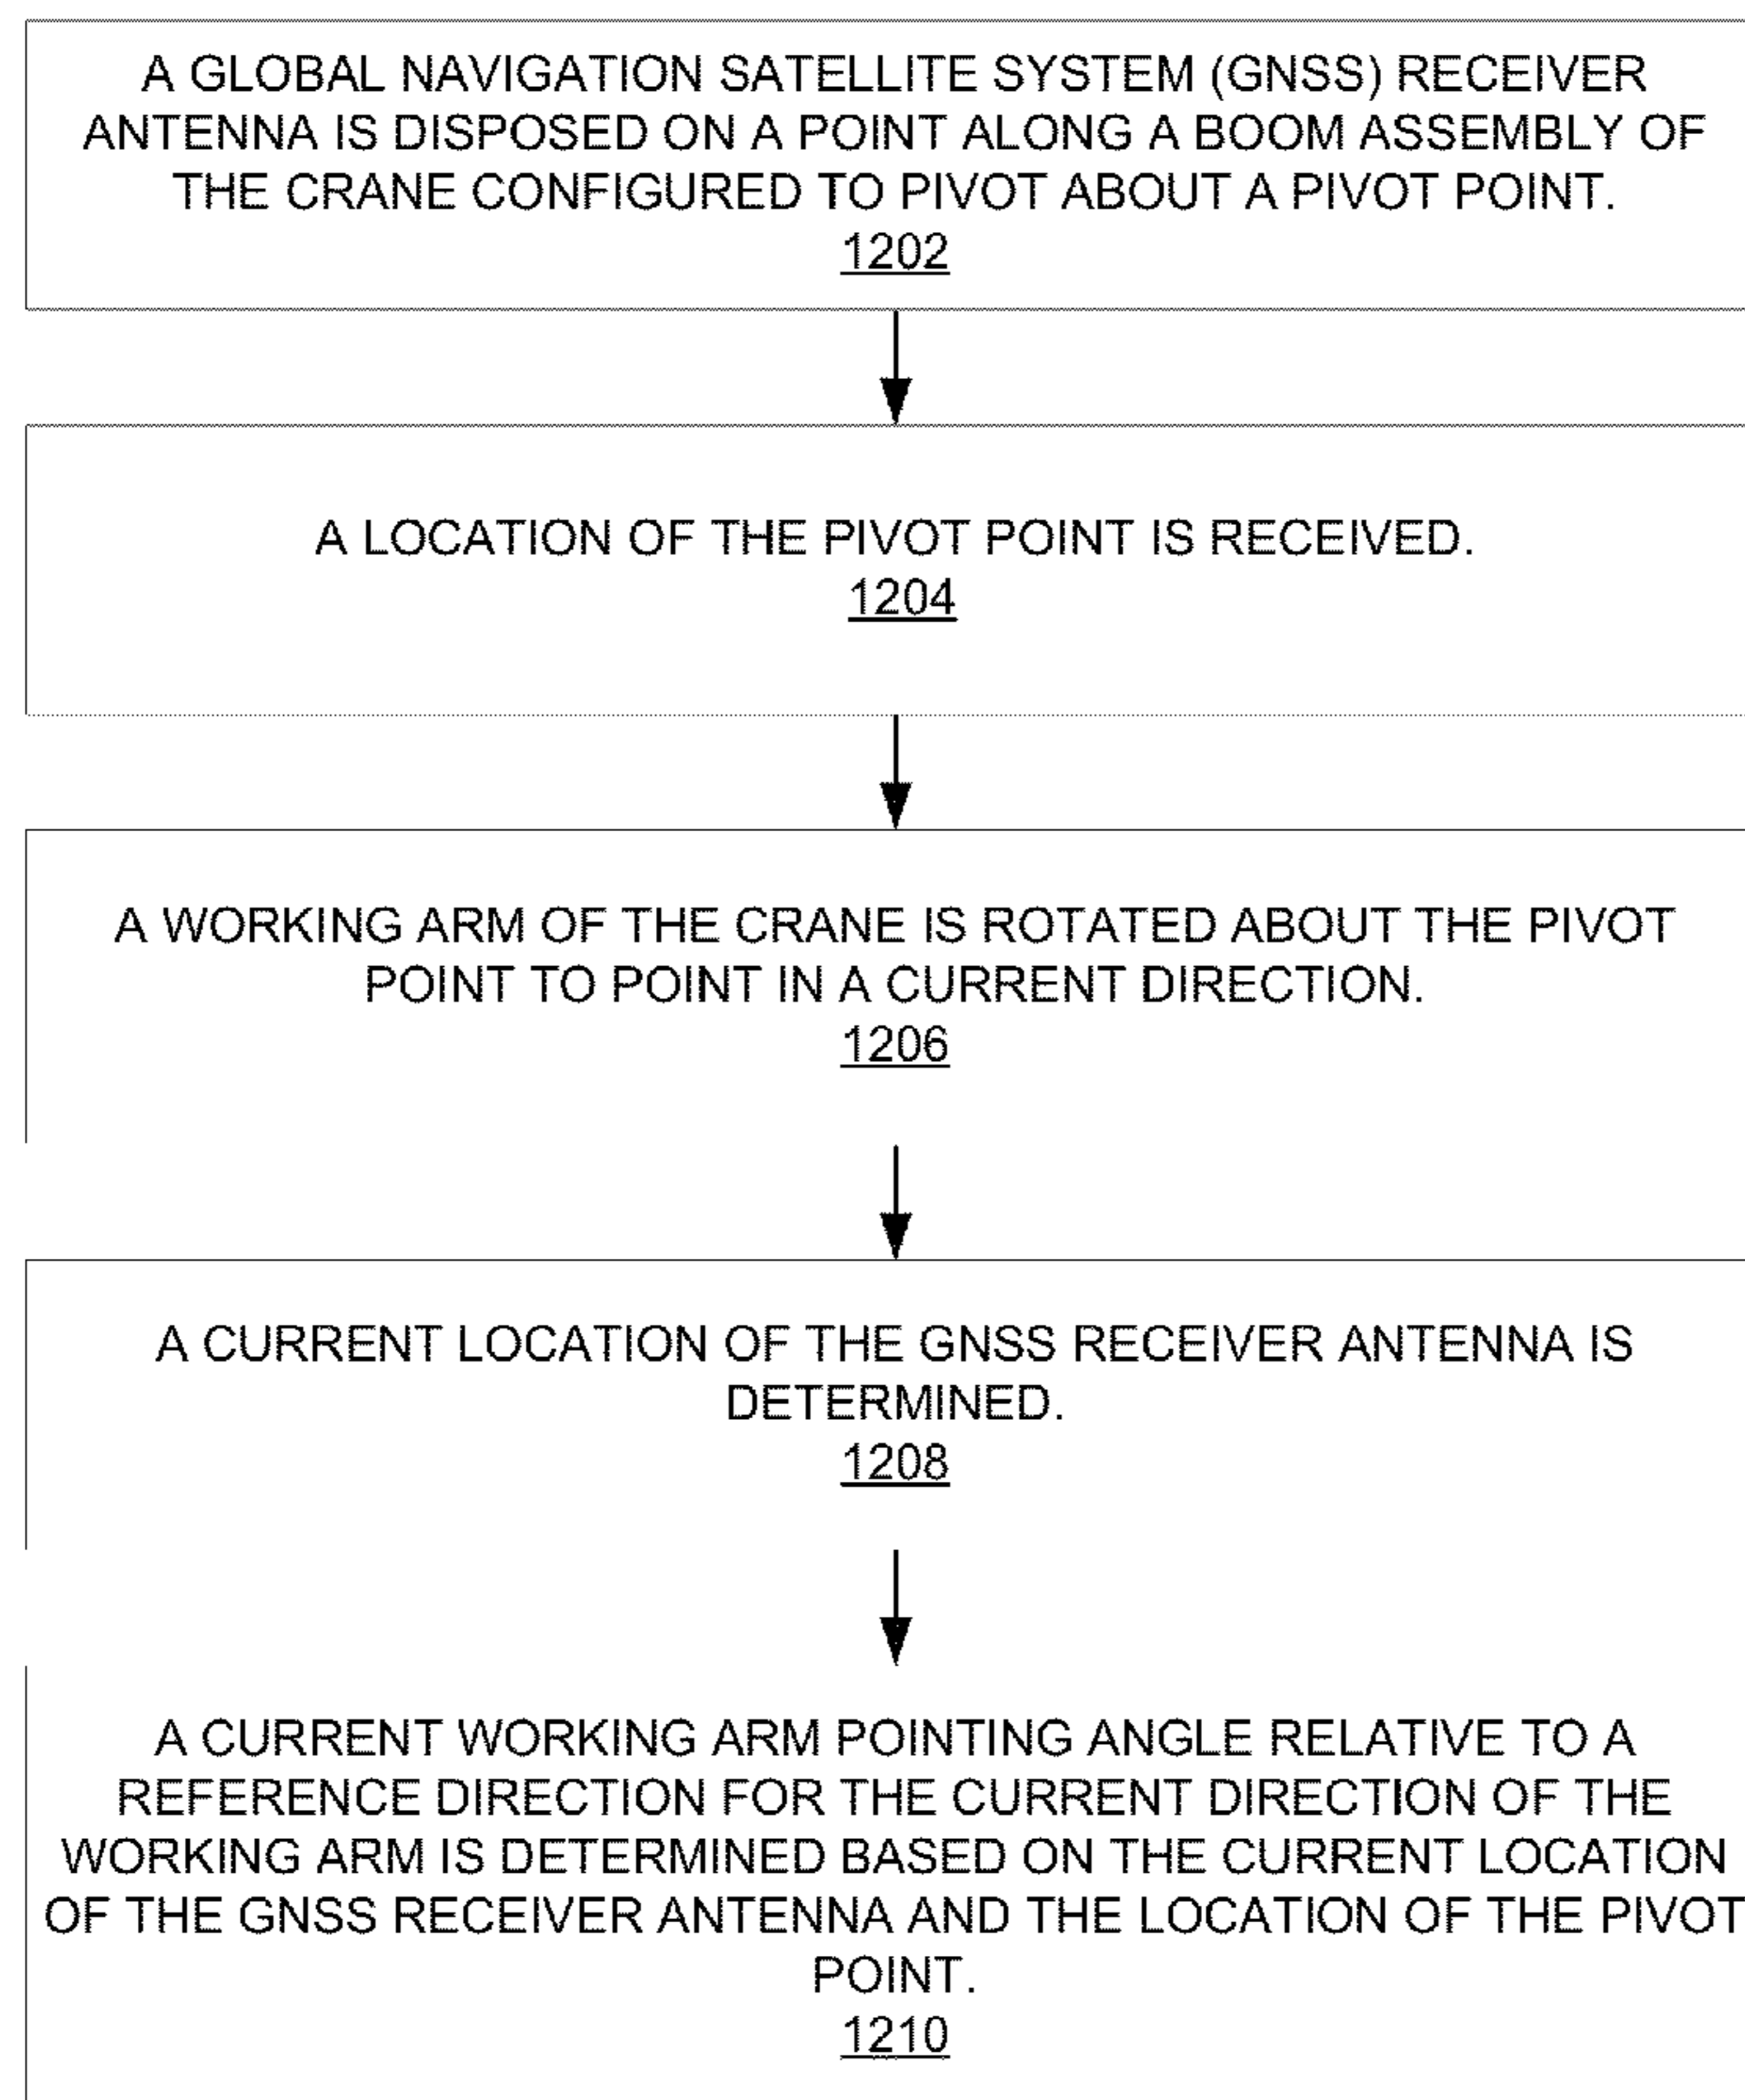 A GLOBAL NAVIGATION SATELLITE SYSTEM (GNSS) RECEIVER
ANTENNA IS DISPOSED ON A POINT ALONG A BOOM ASSEMBLY OF
THE CRANE CONFIGURED TO PIVOT ABOUT A PIVOT POINT.
1202
A LOCATION OF THE PIVOT POINT IS RECEIVED.
1204
A WORKING ARM OF THE CRANE IS ROTATED ABOUT THE PIVOT
POINT TO POINT IN A CURRENT DIRECTION.
1206
A CURRENT LOCATION OF THE GNSS RECEIVER ANTENNA IS
DETERMINED.
1208
A CURRENT WORKING ARM POINTING ANGLE RELATIVE TO A
REFERENCE DIRECTION FOR THE CURRENT DIRECTION OF THE
WORKING ARM IS DETERMINED BASED ON THE CURRENT LOCATION
OF THE GNSS RECEIVER ANTENNA AND THE LOCATION OF THE PIVOT
POINT.
1210